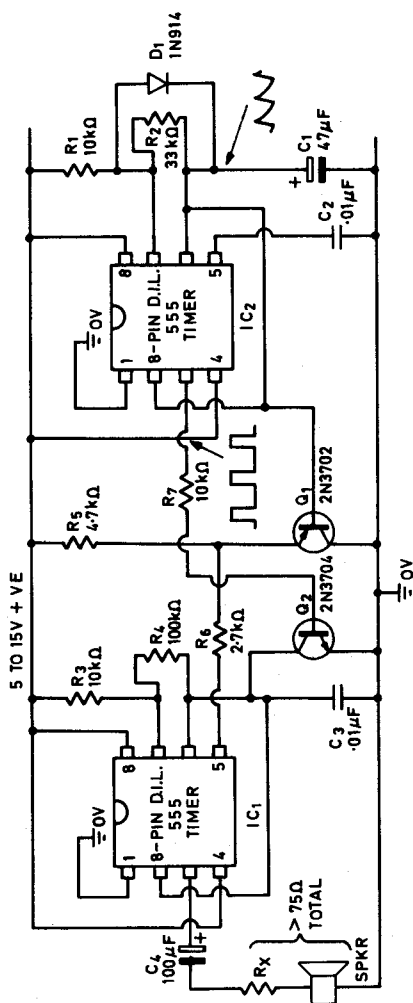 5 TO 15V + VE
R1
10kΩ
D1
1N914
R2
33kΩ
R3
10kΩ
R4
100kΩ
R5
4.7kΩ
R6
2.7kΩ
R7
10kΩ
0V
1
8
8-PIN D.I.L.
555
TIMER
4
5
IC1
0V
1
8
8-PIN D.I.L.
555
TIMER
4
5
IC2
+
C1
47µF
C2
.01µF
C3
.01µF
C4
100µF
+
Q1
2N3702
Q2
2N3704
RX
>75Ω
TOTAL
SPKR
0V